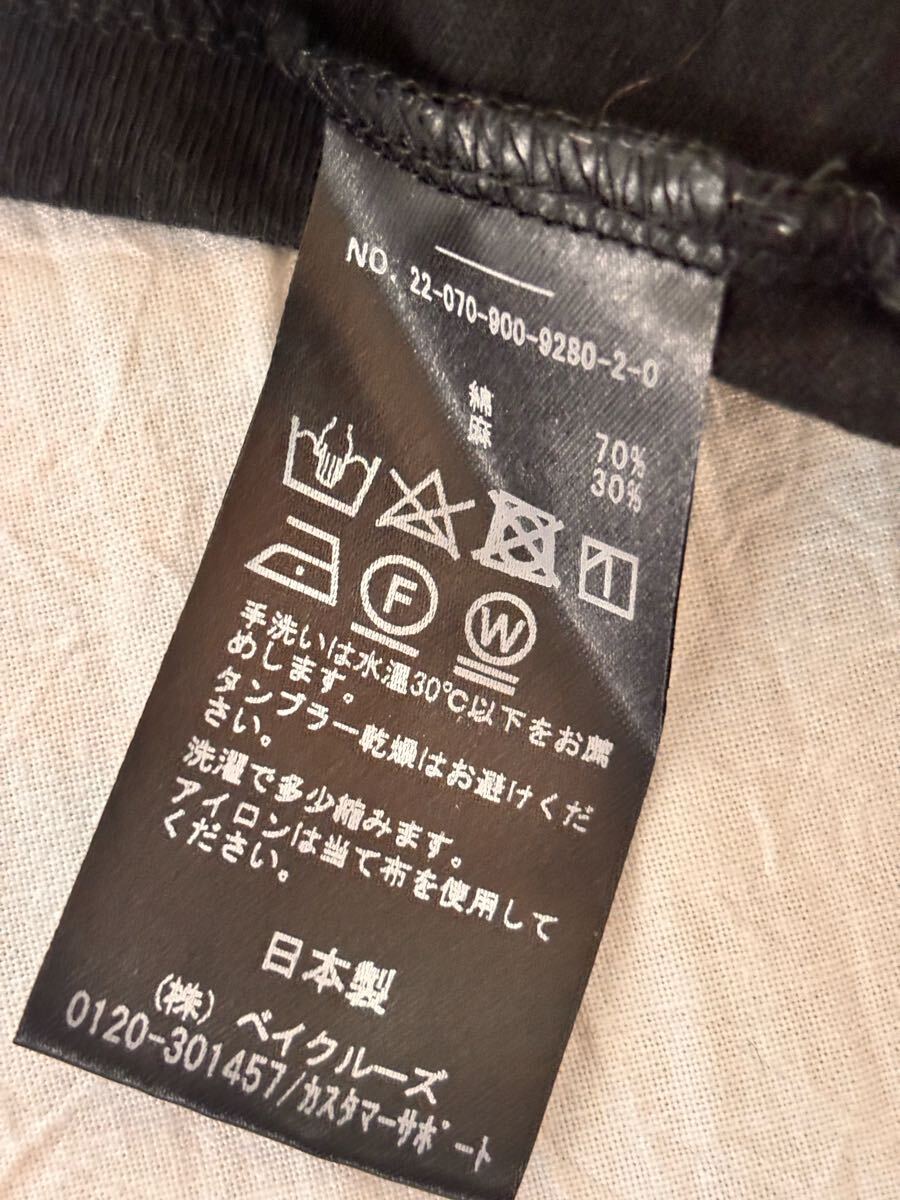 NO. 22-070-900-9280-2-0
綿 70%
麻 30%
F W
手洗いは水温30℃以下をお薦
めします。
タンブラー乾燥はお避けくだ
さい。
洗濯で多少縮みます。
アイロンは当て布を使用して
ください。
日本製
(株) ベイクルーズ
0120-301457/カスタマーサポート